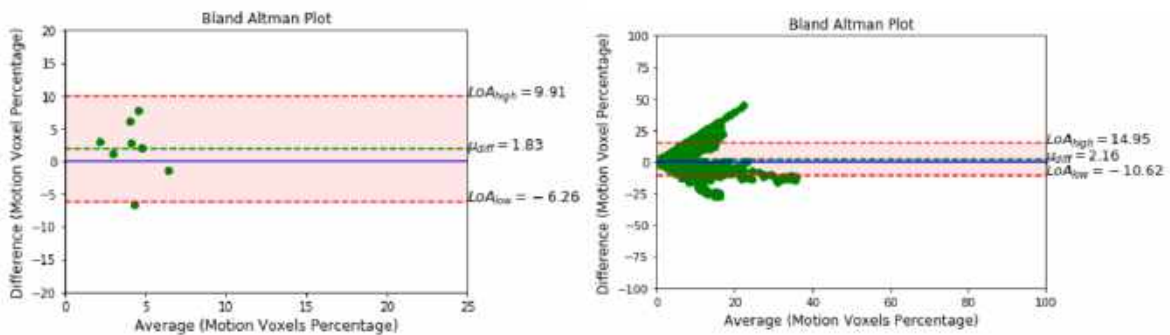 Bland Altman Plot
20
15
10
5
0
−5
−10
−15
−20
Difference (Motion Voxel Percentage)
LoA_high = 9.91
μ_diff = 1.83
LoA_low = −6.26
0 5 10 15 20 25
Average (Motion Voxels Percentage)
Bland Altman Plot
100
75
50
25
0
−25
−50
−75
−100
Difference (Motion Voxel Percentage)
LoA_high = 14.95
μ_diff = 2.16
LoA_low = −10.62
0 20 40 60 80 100
Average (Motion Voxels Percentage)